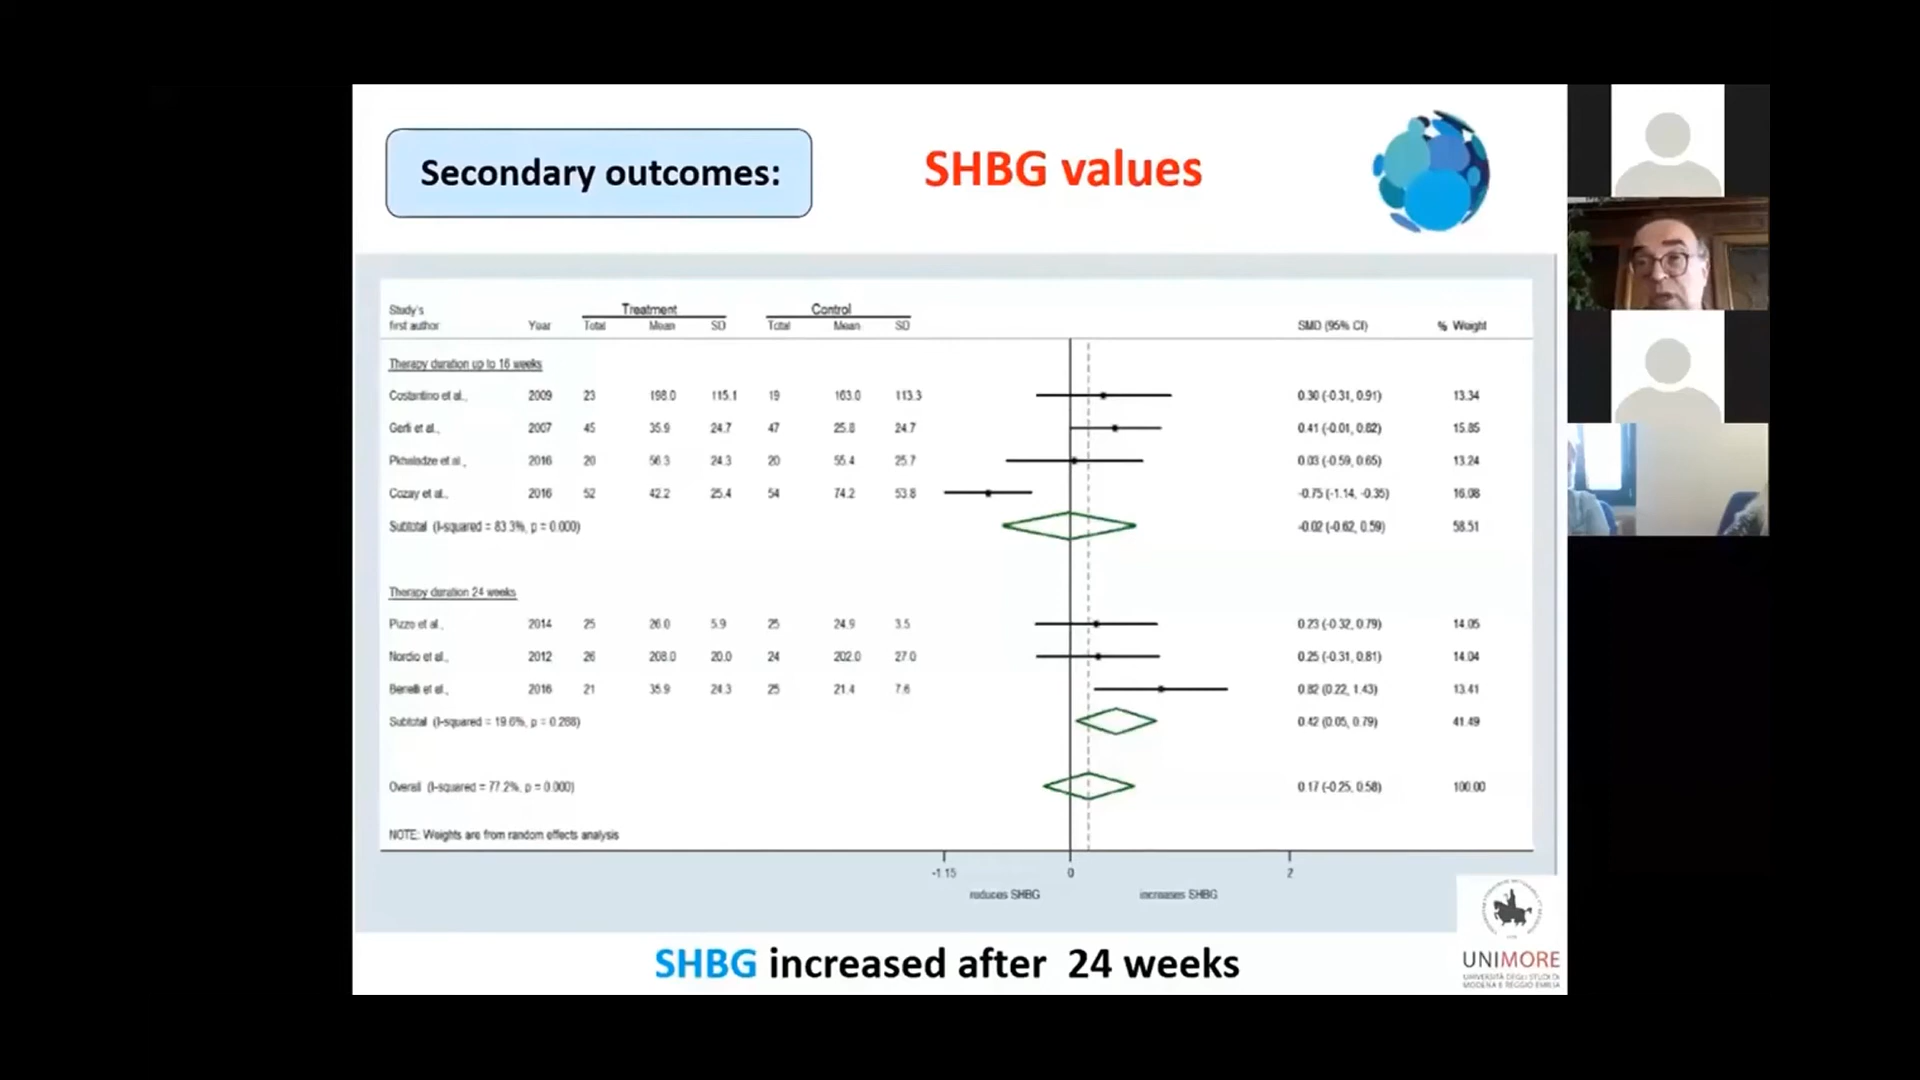 Secondary outcomes:
SHBG values
Treatment Control
Study's
first author Year Total Mean SD Total Mean SD SMD (95% CI) % Weight
Therapy duration up to 16 weeks
Costantino et al., 2009 23 198.0 115.1 19 163.0 113.3 0.30 (-0.31, 0.91) 13.34
Gerli et al., 2007 45 35.9 24.7 47 25.8 24.7 0.41 (-0.01, 0.82) 15.85
Pkhaladze et al., 2016 20 56.3 24.3 20 55.4 25.7 0.03 (-0.59, 0.65) 13.24
Cozay et al., 2016 52 42.2 25.4 54 74.2 53.8 -0.75 (-1.14, -0.35) 16.08
Subtotal (I-squared = 83.3%, p = 0.000) -0.02 (-0.62, 0.59) 58.51
Therapy duration 24 weeks
Pizzo et al., 2014 25 26.0 5.9 25 24.9 3.5 0.23 (-0.32, 0.79) 14.05
Nordio et al., 2012 26 208.0 20.0 24 202.0 27.0 0.25 (-0.31, 0.81) 14.04
Benelli et al., 2016 21 35.9 24.3 25 21.4 7.6 0.82 (0.22, 1.43) 13.41
Subtotal (I-squared = 19.6%, p = 0.288) 0.42 (0.05, 0.79) 41.49
Overall (I-squared = 77.2%, p = 0.000) 0.17 (-0.25, 0.58) 100.00
NOTE: Weights are from random effects analysis
-1.15 0 2
reduces SHBG increases SHBG
SHBG increased after 24 weeks
UNIMORE
UNIVERSITÀ DEGLI STUDI DI
MODENA E REGGIO EMILIA